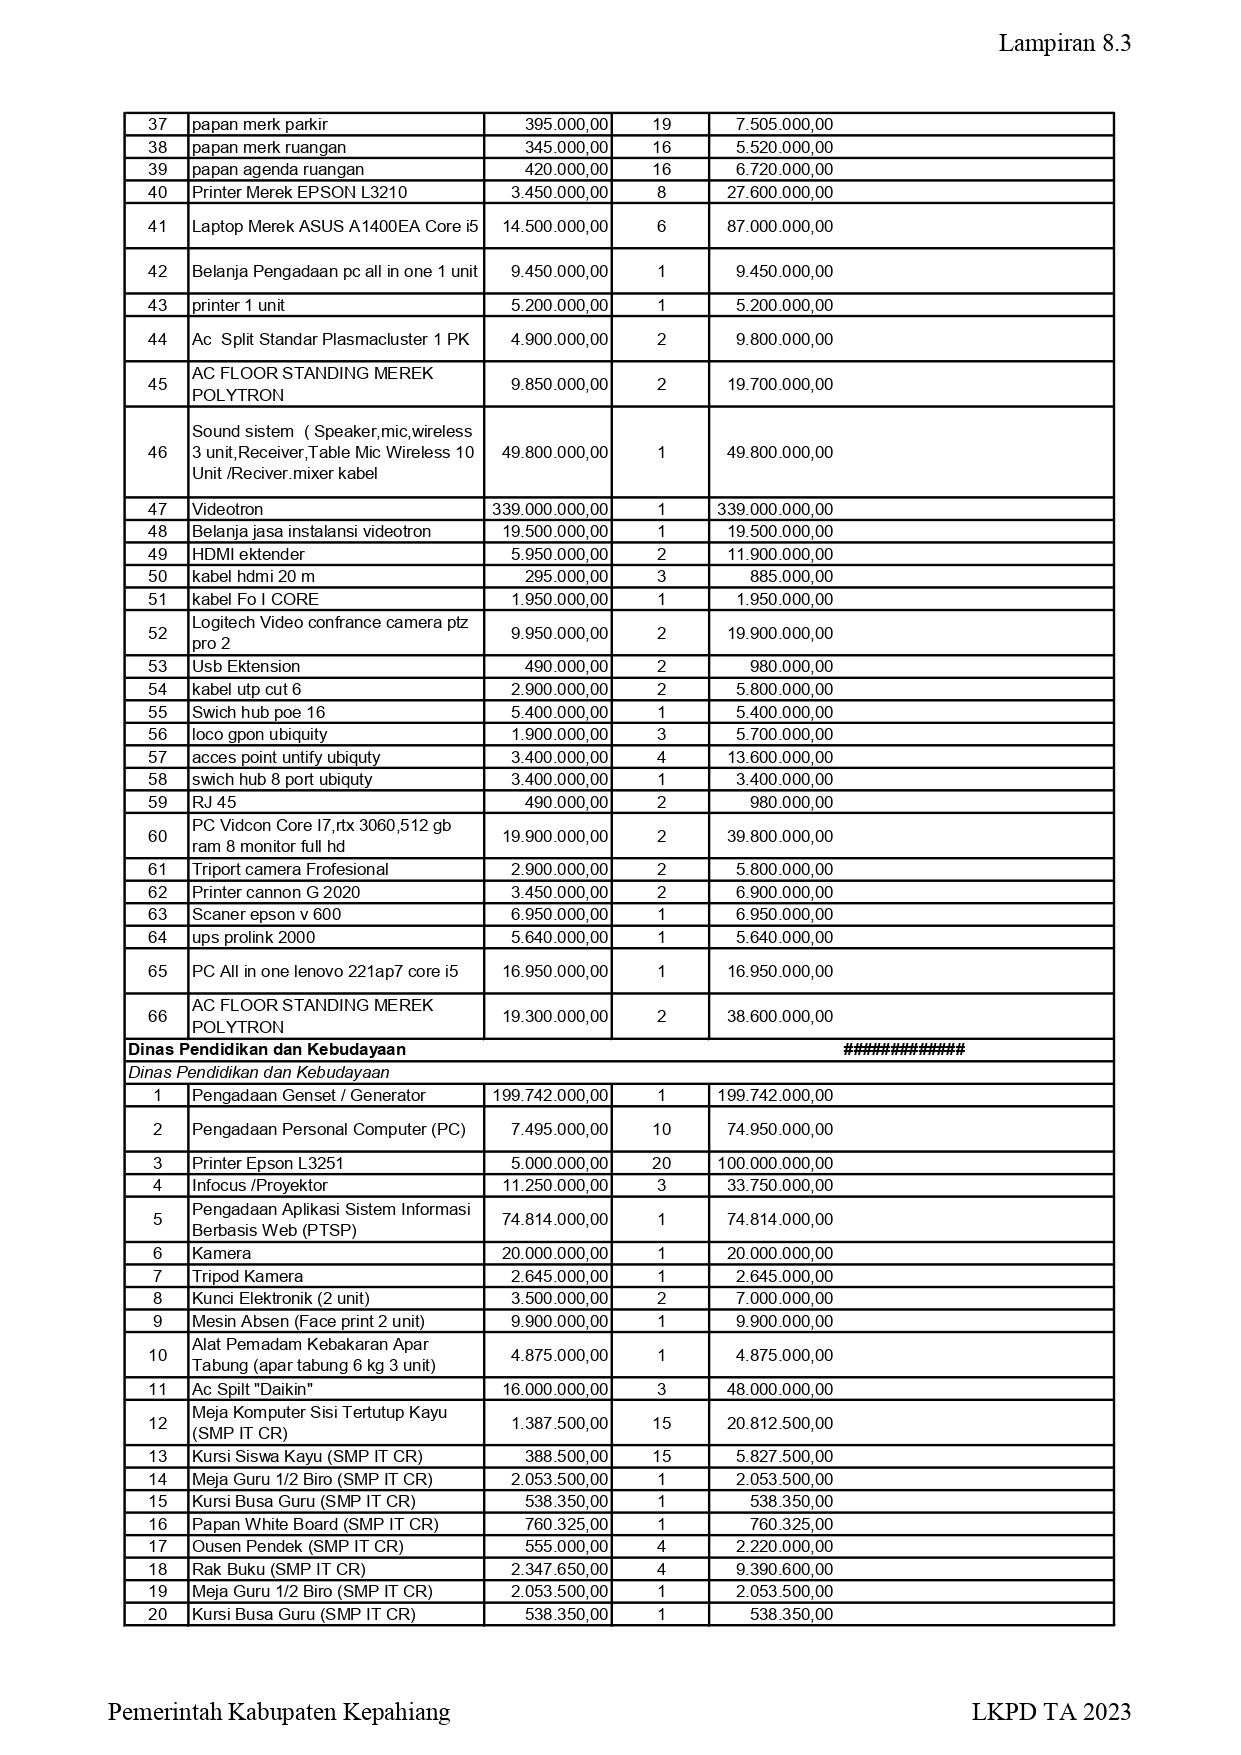 Lampiran 8.3
37 papan merk parkir 395.000,00 19 7.505.000,00
38 papan merk ruangan 345.000,00 16 5.520.000,00
39 papan agenda ruangan 420.000,00 16 6.720.000,00
40 Printer Merek EPSON L3210 3.450.000,00 8 27.600.000,00
41 Laptop Merek ASUS A1400EA Core i5 14.500.000,00 6 87.000.000,00
42 Belanja Pengadaan pc all in one 1 unit 9.450.000,00 1 9.450.000,00
43 printer 1 unit 5.200.000,00 1 5.200.000,00
44 Ac  Split Standar Plasmacluster 1 PK 4.900.000,00 2 9.800.000,00
45 AC FLOOR STANDING MEREK
POLYTRON 9.850.000,00 2 19.700.000,00
46 Sound sistem  ( Speaker,mic,wireless
3 unit,Receiver,Table Mic Wireless 10
Unit /Reciver.mixer kabel 49.800.000,00 1 49.800.000,00
47 Videotron 339.000.000,00 1 339.000.000,00
48 Belanja jasa instalansi videotron 19.500.000,00 1 19.500.000,00
49 HDMI ektender 5.950.000,00 2 11.900.000,00
50 kabel hdmi 20 m 295.000,00 3 885.000,00
51 kabel Fo I CORE 1.950.000,00 1 1.950.000,00
52 Logitech Video confrance camera ptz
pro 2 9.950.000,00 2 19.900.000,00
53 Usb Ektension 490.000,00 2 980.000,00
54 kabel utp cut 6 2.900.000,00 2 5.800.000,00
55 Swich hub poe 16 5.400.000,00 1 5.400.000,00
56 loco gpon ubiquity 1.900.000,00 3 5.700.000,00
57 acces point untify ubiquty 3.400.000,00 4 13.600.000,00
58 swich hub 8 port ubiquty 3.400.000,00 1 3.400.000,00
59 RJ 45 490.000,00 2 980.000,00
60 PC Vidcon Core I7,rtx 3060,512 gb
ram 8 monitor full hd 19.900.000,00 2 39.800.000,00
61 Triport camera Frofesional 2.900.000,00 2 5.800.000,00
62 Printer cannon G 2020 3.450.000,00 2 6.900.000,00
63 Scaner epson v 600 6.950.000,00 1 6.950.000,00
64 ups prolink 2000 5.640.000,00 1 5.640.000,00
65 PC All in one lenovo 221ap7 core i5 16.950.000,00 1 16.950.000,00
66 AC FLOOR STANDING MEREK
POLYTRON 19.300.000,00 2 38.600.000,00
Dinas Pendidikan dan Kebudayaan #############
Dinas Pendidikan dan Kebudayaan
1 Pengadaan Genset / Generator 199.742.000,00 1 199.742.000,00
2 Pengadaan Personal Computer (PC) 7.495.000,00 10 74.950.000,00
3 Printer Epson L3251 5.000.000,00 20 100.000.000,00
4 Infocus /Proyektor 11.250.000,00 3 33.750.000,00
5 Pengadaan Aplikasi Sistem Informasi
Berbasis Web (PTSP) 74.814.000,00 1 74.814.000,00
6 Kamera 20.000.000,00 1 20.000.000,00
7 Tripod Kamera 2.645.000,00 1 2.645.000,00
8 Kunci Elektronik (2 unit) 3.500.000,00 2 7.000.000,00
9 Mesin Absen (Face print 2 unit) 9.900.000,00 1 9.900.000,00
10 Alat Pemadam Kebakaran Apar
Tabung (apar tabung 6 kg 3 unit) 4.875.000,00 1 4.875.000,00
11 Ac Spilt "Daikin" 16.000.000,00 3 48.000.000,00
12 Meja Komputer Sisi Tertutup Kayu
(SMP IT CR) 1.387.500,00 15 20.812.500,00
13 Kursi Siswa Kayu (SMP IT CR) 388.500,00 15 5.827.500,00
14 Meja Guru 1/2 Biro (SMP IT CR) 2.053.500,00 1 2.053.500,00
15 Kursi Busa Guru (SMP IT CR) 538.350,00 1 538.350,00
16 Papan White Board (SMP IT CR) 760.325,00 1 760.325,00
17 Ousen Pendek (SMP IT CR) 555.000,00 4 2.220.000,00
18 Rak Buku (SMP IT CR) 2.347.650,00 4 9.390.600,00
19 Meja Guru 1/2 Biro (SMP IT CR) 2.053.500,00 1 2.053.500,00
20 Kursi Busa Guru (SMP IT CR) 538.350,00 1 538.350,00
Pemerintah Kabupaten Kepahiang LKPD TA 2023